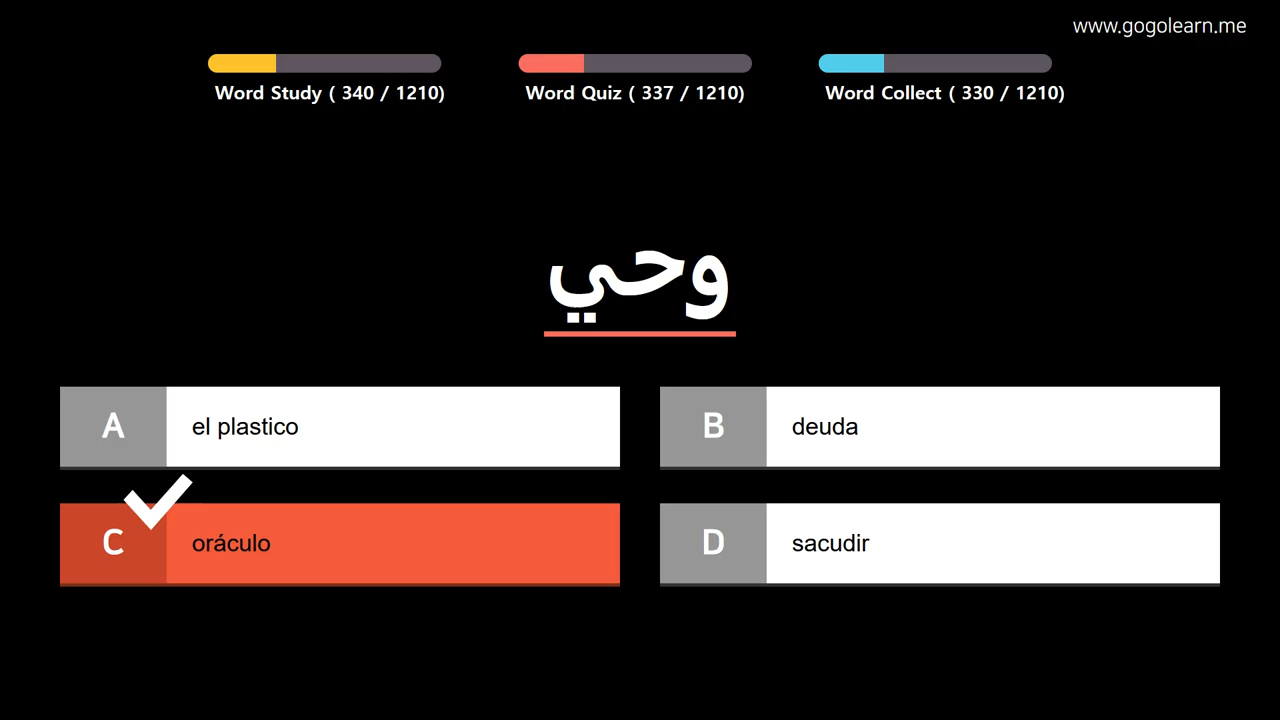 www.gogolearn.me
Word Study ( 340 / 1210)
Word Quiz ( 337 / 1210)
Word Collect ( 330 / 1210)
وحي
A
el plastico
B
deuda
C
oráculo
D
sacudir